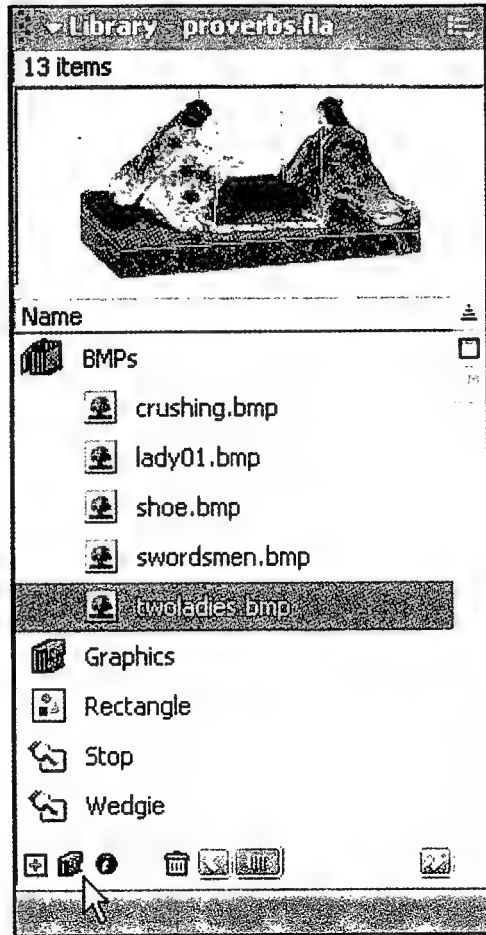 Library - proverbs.fla
13 items
Name
BMPs
crushing.bmp
lady01.bmp
shoe.bmp
swordsmen.bmp
twoladies.bmp
Graphics
Rectangle
Stop
Wedgie